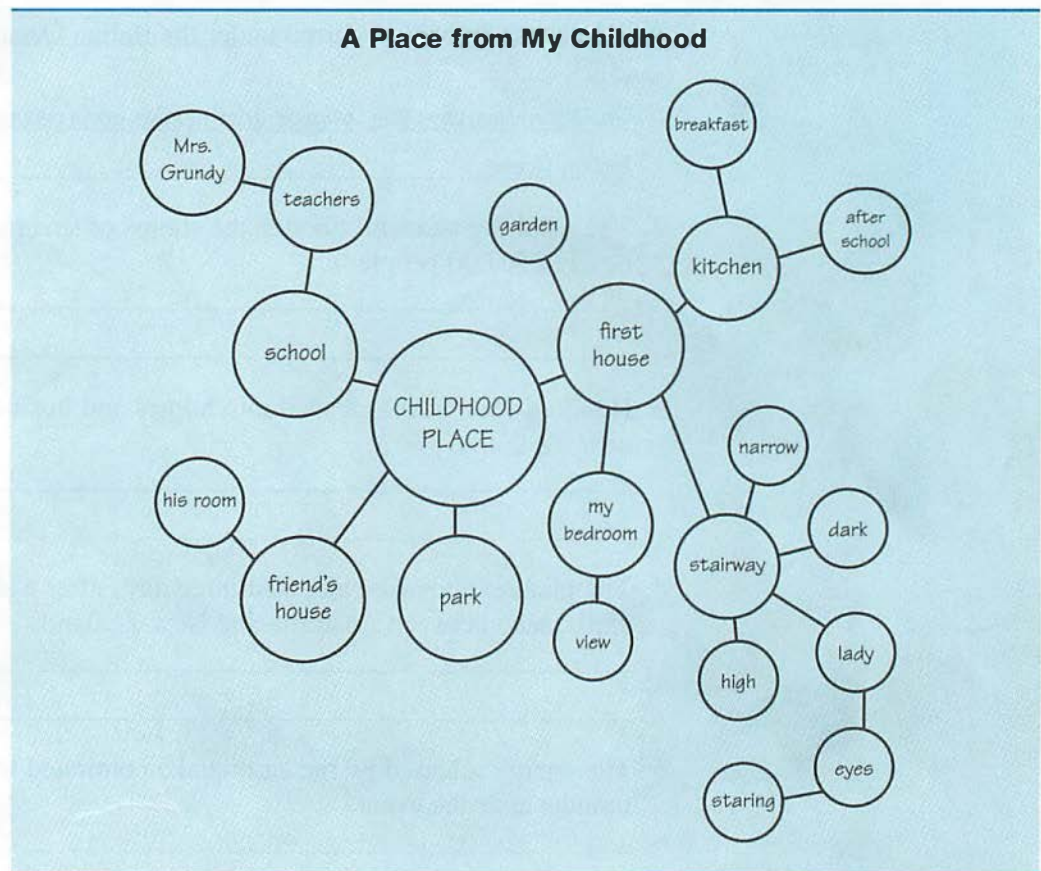 A Place from My Childhood
breakfast
Mrs.
Grundy
teachers
garden
after
school
kitchen
first
house
school
CHILDHOOD
PLACE
narrow
his room
my
bedroom
dark
stairway
friend's
house
park
view
lady
high
eyes
staring